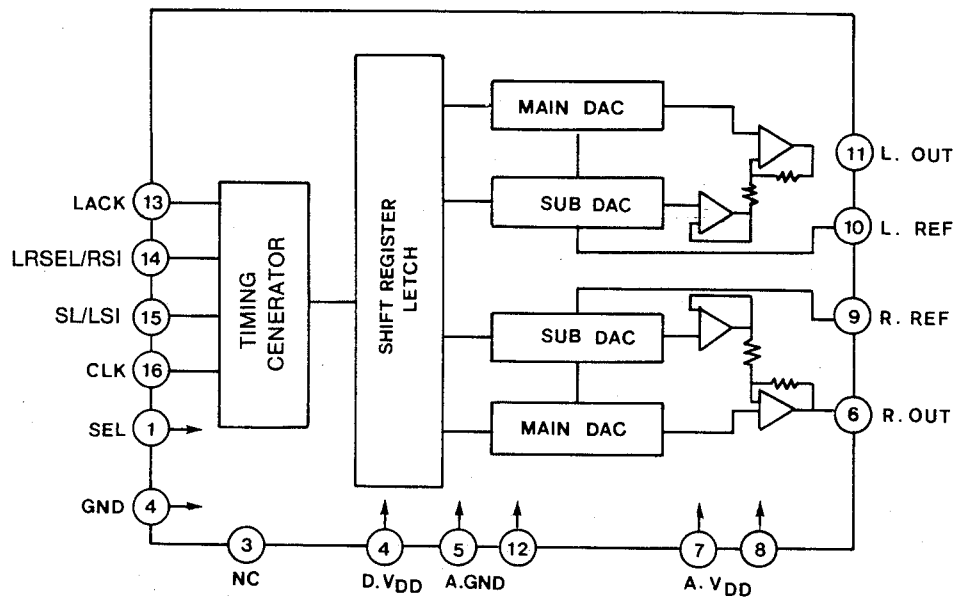 MAIN DAC
11 L. OUT
LACK 13
SUB DAC
10 L. REF
LRSEL/RSI 14
TIMING
CENERATOR
SHIFT REGISTER
LETCH
SL/LSI 15
9 R. REF
SUB DAC
CLK 16
SEL 1
MAIN DAC
6 R. OUT
GND 4
3
NC
4
D. VDD
5
A.GND
12
7
8
A. VDD